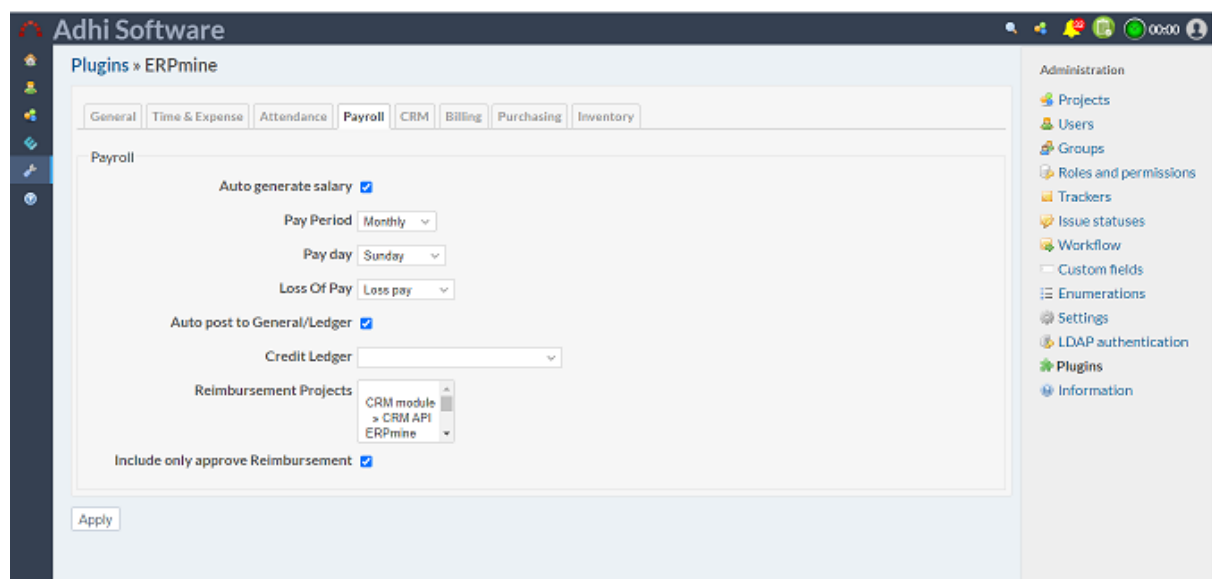 Adhi Software
22
00:00
Plugins » ERPmine
General Time & Expense Attendance Payroll CRM Billing Purchasing Inventory
Payroll
Auto generate salary
Pay Period Monthly
Pay day Sunday
Loss Of Pay Loss pay
Auto post to General/Ledger
Credit Ledger
Reimbursement Projects
CRM module
» CRM API
ERPmine
Include only approve Reimbursement
Apply
Administration
Projects
Users
Groups
Roles and permissions
Trackers
Issue statuses
Workflow
Custom fields
Enumerations
Settings
LDAP authentication
Plugins
Information